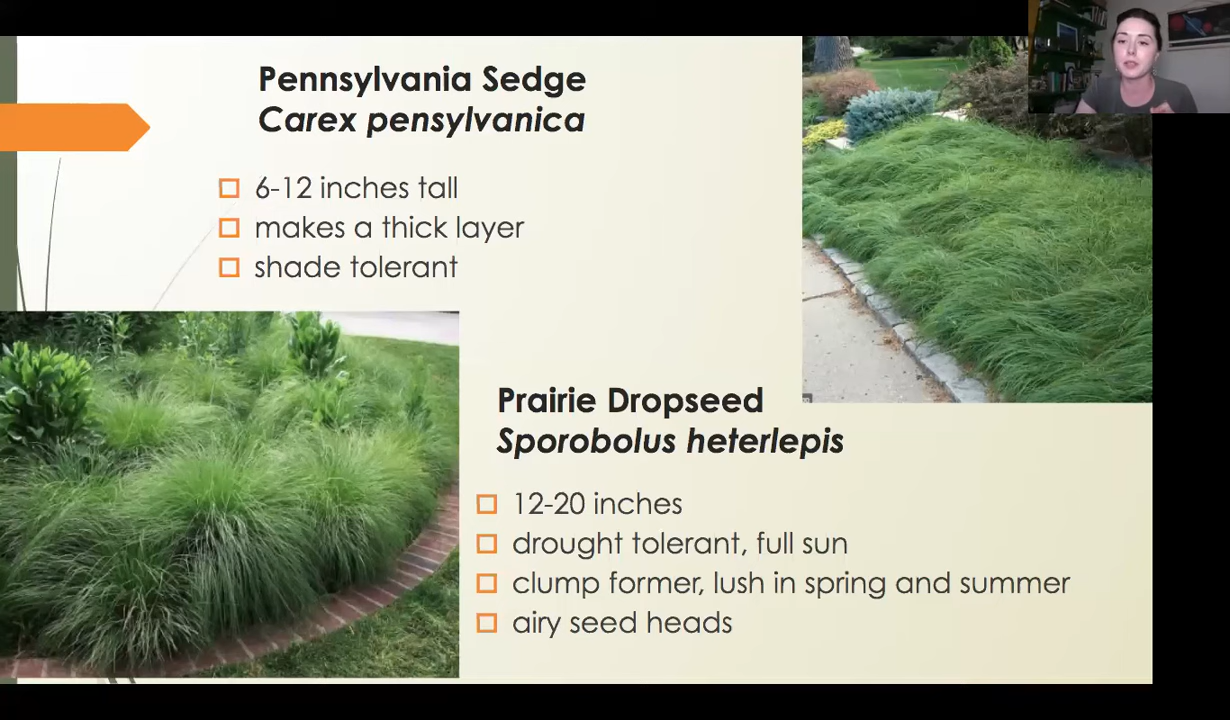 Pennsylvania Sedge
Carex pensylvanica
6-12 inches tall
makes a thick layer
shade tolerant
Prairie Dropseed
Sporobolus heterlepis
12-20 inches
drought tolerant, full sun
clump former, lush in spring and summer
airy seed heads